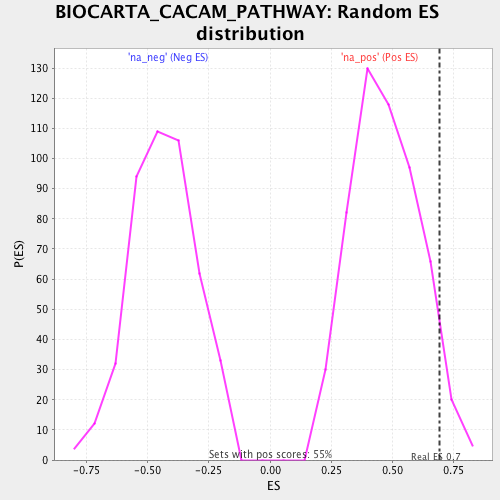 BIOCARTA_CACAM_PATHWAY: Random ES
distribution
'na_neg' (Neg ES)
'na_pos' (Pos ES)
130
120
110
100
90
80
70
60
50
40
30
20
10
0
P(ES)
Sets with pos scores: 55%
Real ES 0.7
-0.75
-0.50
-0.25
0.00
0.25
0.50
0.75
ES